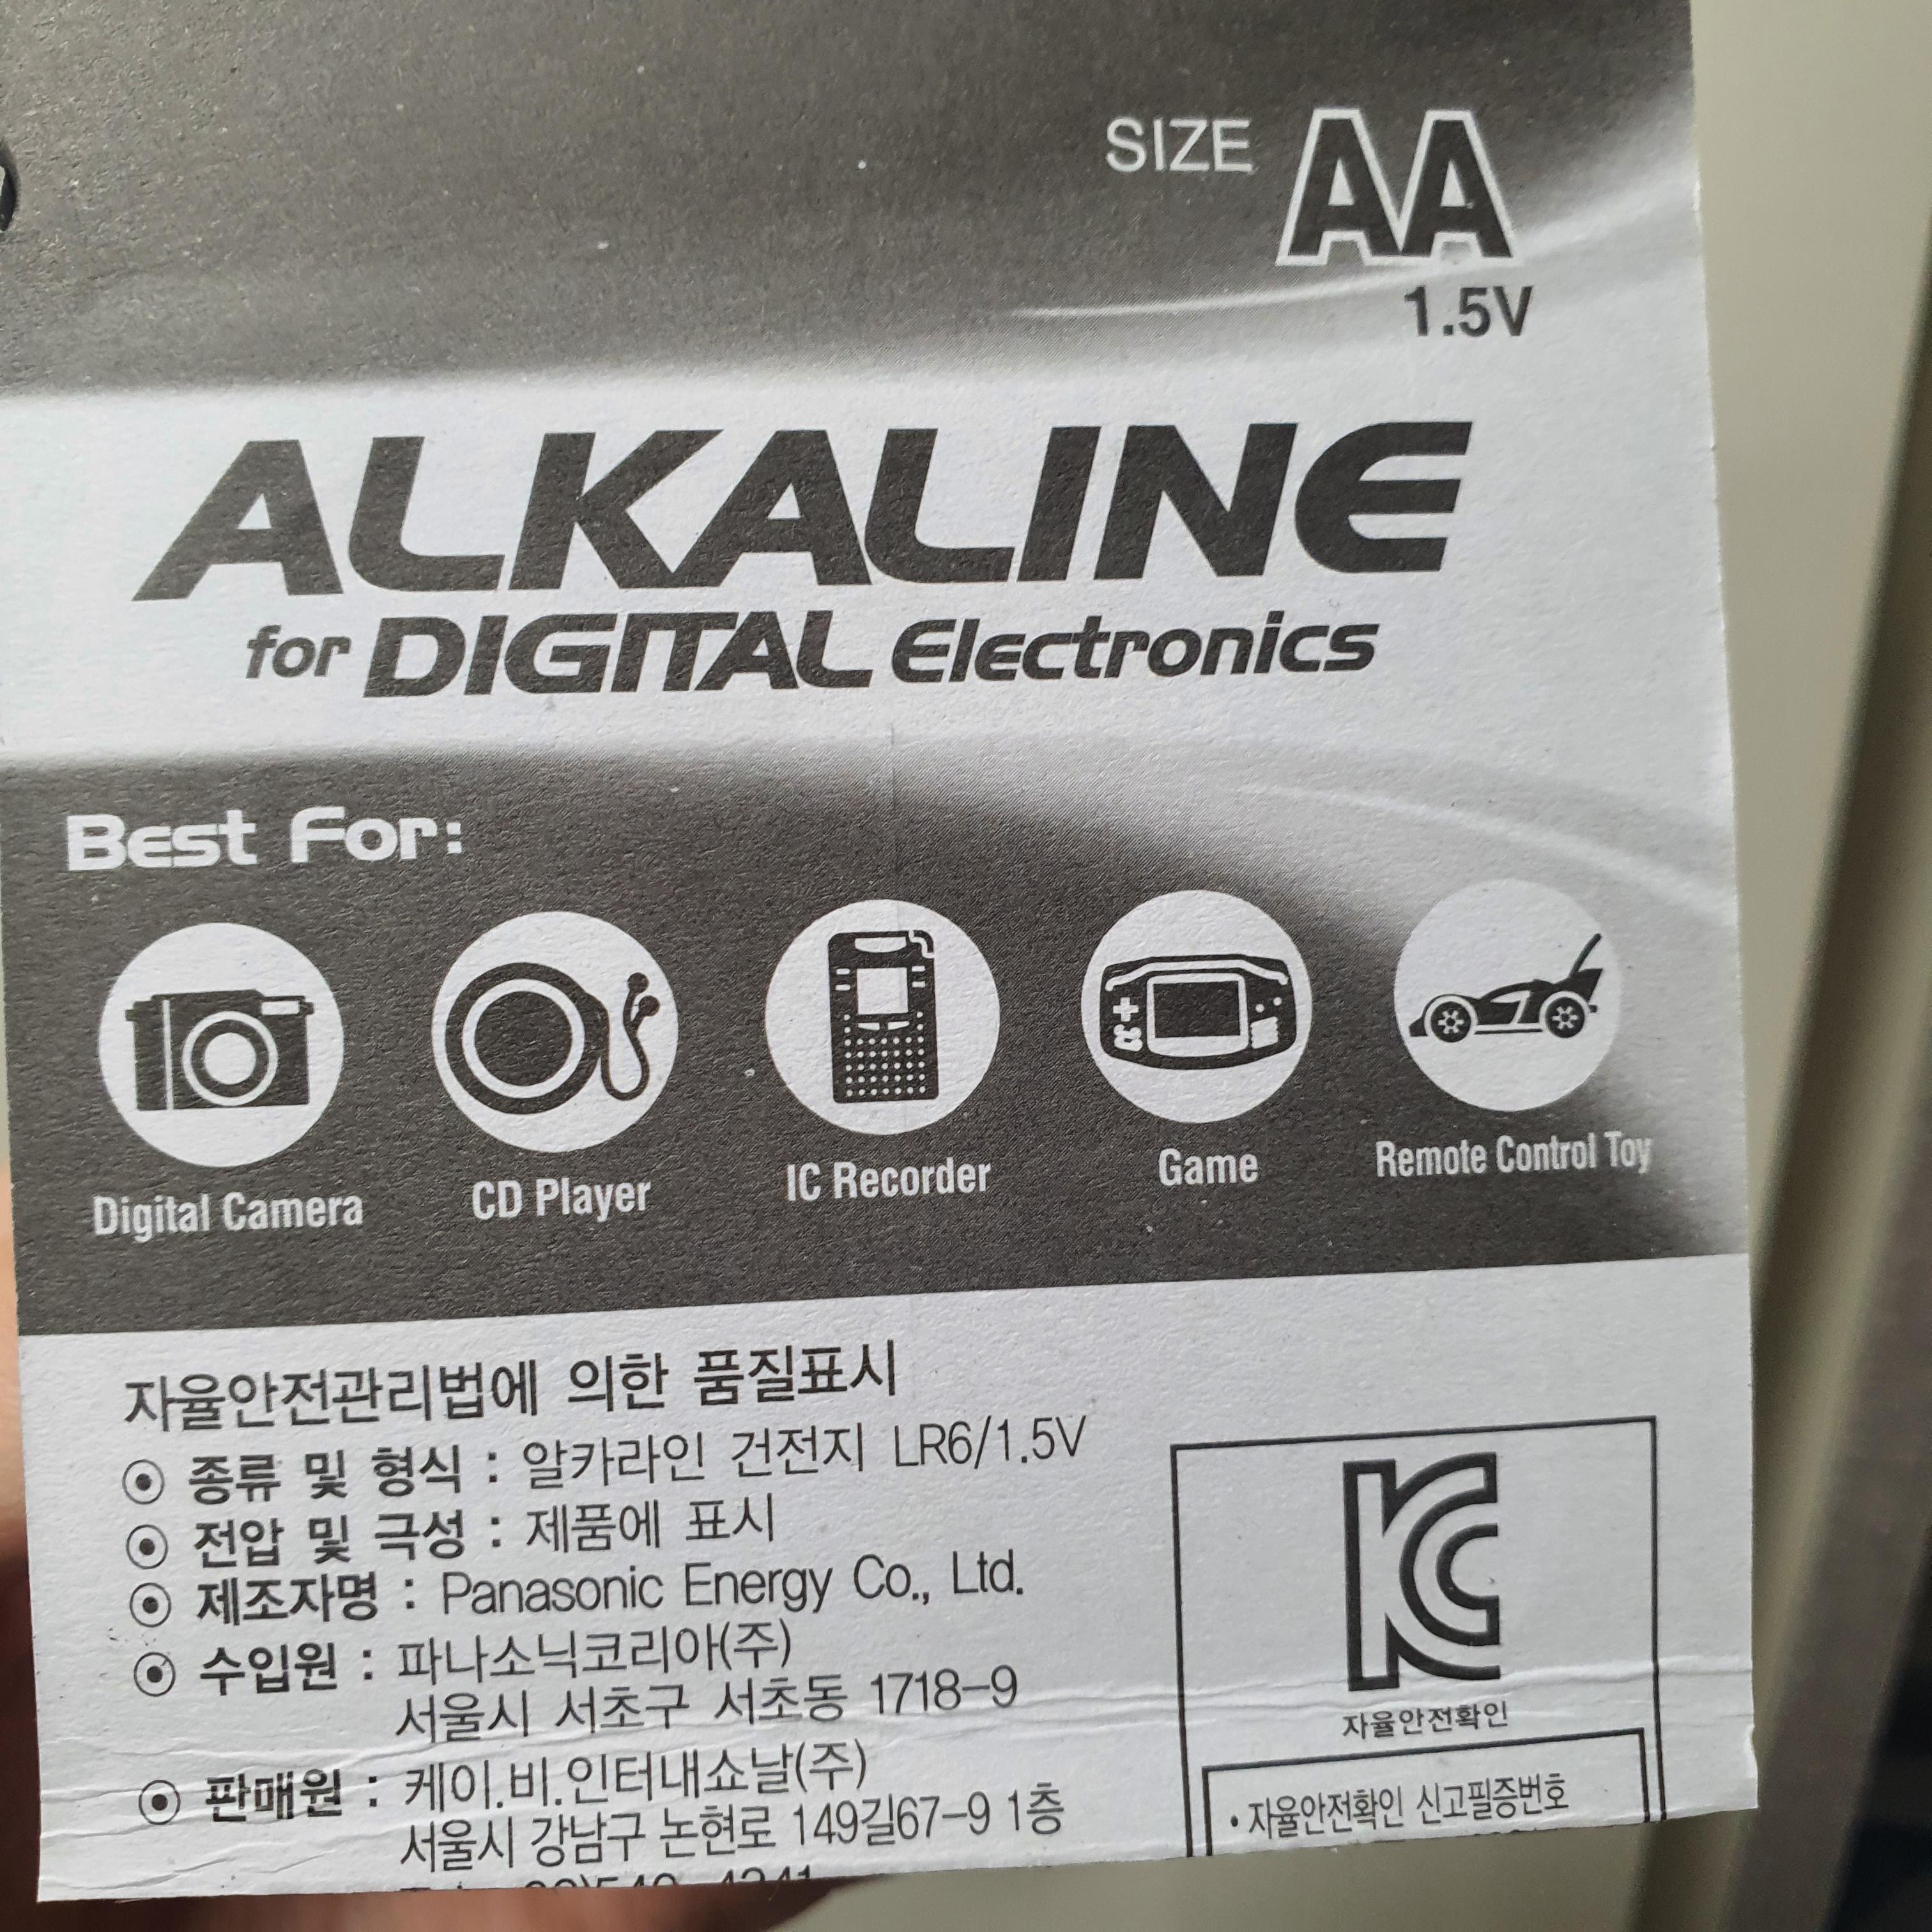 SIZE AA
1.5V
ALKALINE
for DIGITAL Electronics
Best For:
Digital Camera
CD Player
IC Recorder
Game
Remote Control Toy
자율안전관리법에 의한 품질표시
⊙ 종류 및 형식 : 알카라인 건전지 LR6/1.5V
⊙ 전압 및 극성 : 제품에 표시
⊙ 제조자명 : Panasonic Energy Co., Ltd.
⊙ 수입원 : 파나소닉코리아(주)
서울시 서초구 서초동 1718-9
⊙ 판매원 : 케이.비.인터내쇼날(주)
서울시 강남구 논현로 149길67-9 1층
KC
자율안전확인
• 자율안전확인 신고필증번호